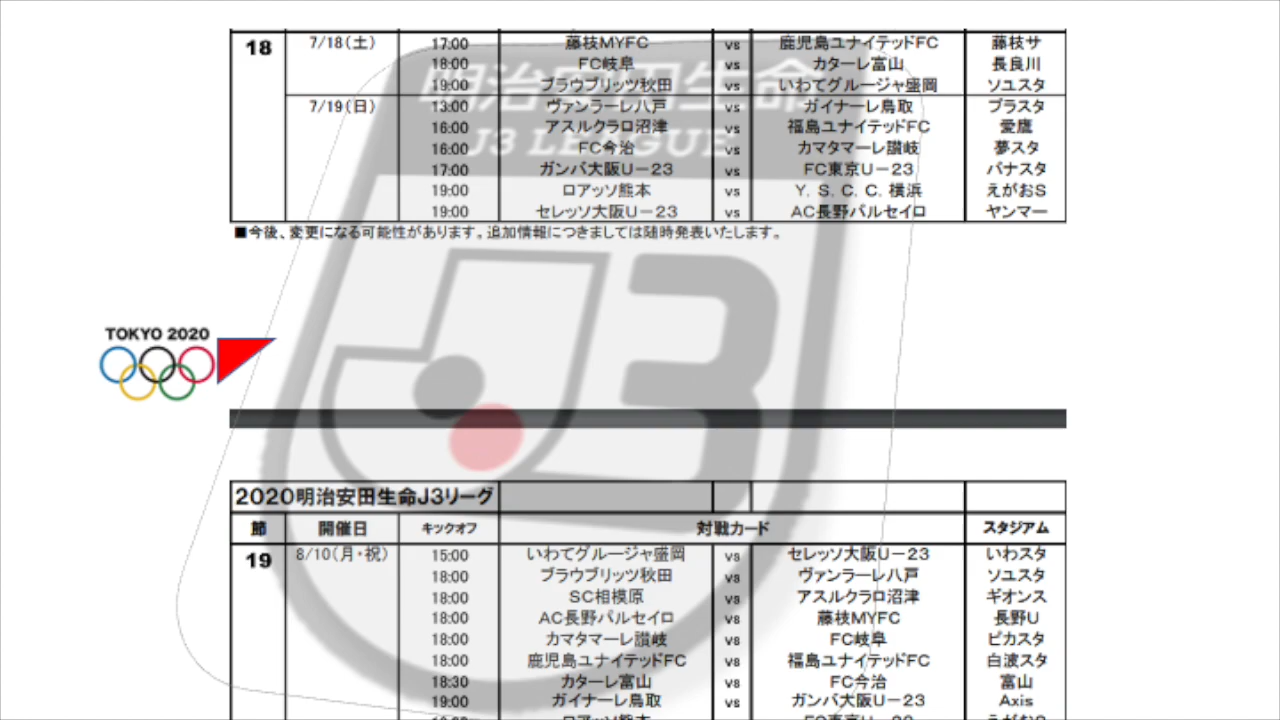 18 7/18(土) 17:00 藤枝MYFC vs 鹿児島ユナイテッドFC 藤枝サ
18:00 FC岐阜 vs カターレ富山 長良川
19:00 ブラウブリッツ秋田 vs いわてグルージャ盛岡 ソユスタ
7/19(日) 13:00 ヴァンラーレ八戸 vs ガイナーレ鳥取 プラスタ
16:00 アスルクラロ沼津 vs 福島ユナイテッドFC 愛鷹
16:00 FC今治 vs カマタマーレ讃岐 夢スタ
17:00 ガンバ大阪U-23 vs FC東京U-23 パナスタ
19:00 ロアッソ熊本 vs Y.S.C.C.横浜 えがおS
19:00 セレッソ大阪U-23 vs AC長野パルセイロ ヤンマー
■今後、変更になる可能性があります。追加情報につきましては随時発表いたします。
明治安田生命
J3 LEAGUE
TOKYO 2020
J3
2020明治安田生命J3リーグ
節 開催日 キックオフ 対戦カード スタジアム
19 8/10(月・祝) 15:00 いわてグルージャ盛岡 vs セレッソ大阪U-23 いわスタ
18:00 ブラウブリッツ秋田 vs ヴァンラーレ八戸 ソユスタ
18:00 SC相模原 vs アスルクラロ沼津 ギオンス
18:00 AC長野パルセイロ vs 藤枝MYFC 長野U
18:00 カマタマーレ讃岐 vs FC岐阜 ピカスタ
18:00 鹿児島ユナイテッドFC vs 福島ユナイテッドFC 白波スタ
18:30 カターレ富山 vs FC今治 富山
19:00 ガイナーレ鳥取 vs ガンバ大阪U-23 Axis